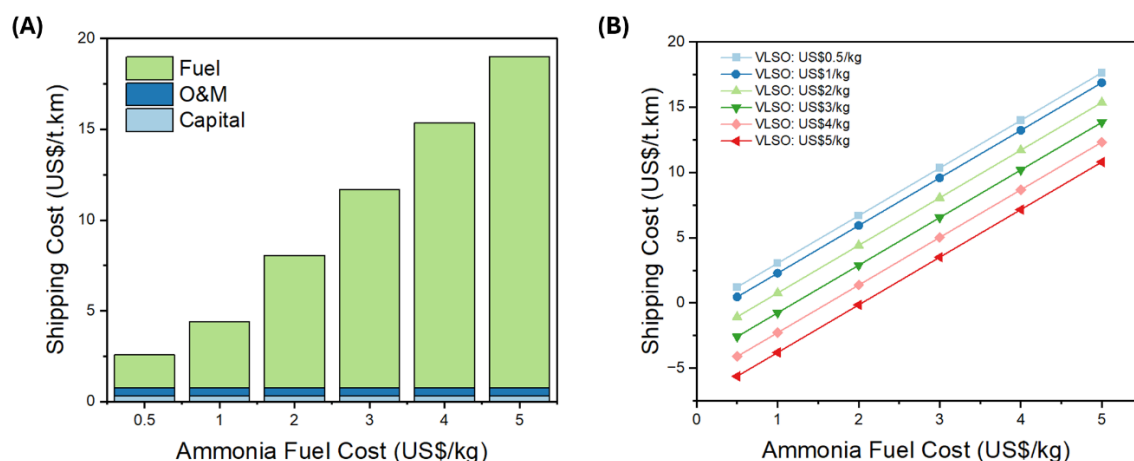 (A)
Shipping Cost (US$/t.km)
20
15
10
5
0
Fuel
O&M
Capital
0.5 1 2 3 4 5
Ammonia Fuel Cost (US$/kg)
(B)
Shipping Cost (US$/t.km)
20
15
10
5
0
−5
VLSO: US$0.5/kg
VLSO: US$1/kg
VLSO: US$2/kg
VLSO: US$3/kg
VLSO: US$4/kg
VLSO: US$5/kg
0 1 2 3 4 5
Ammonia Fuel Cost (US$/kg)